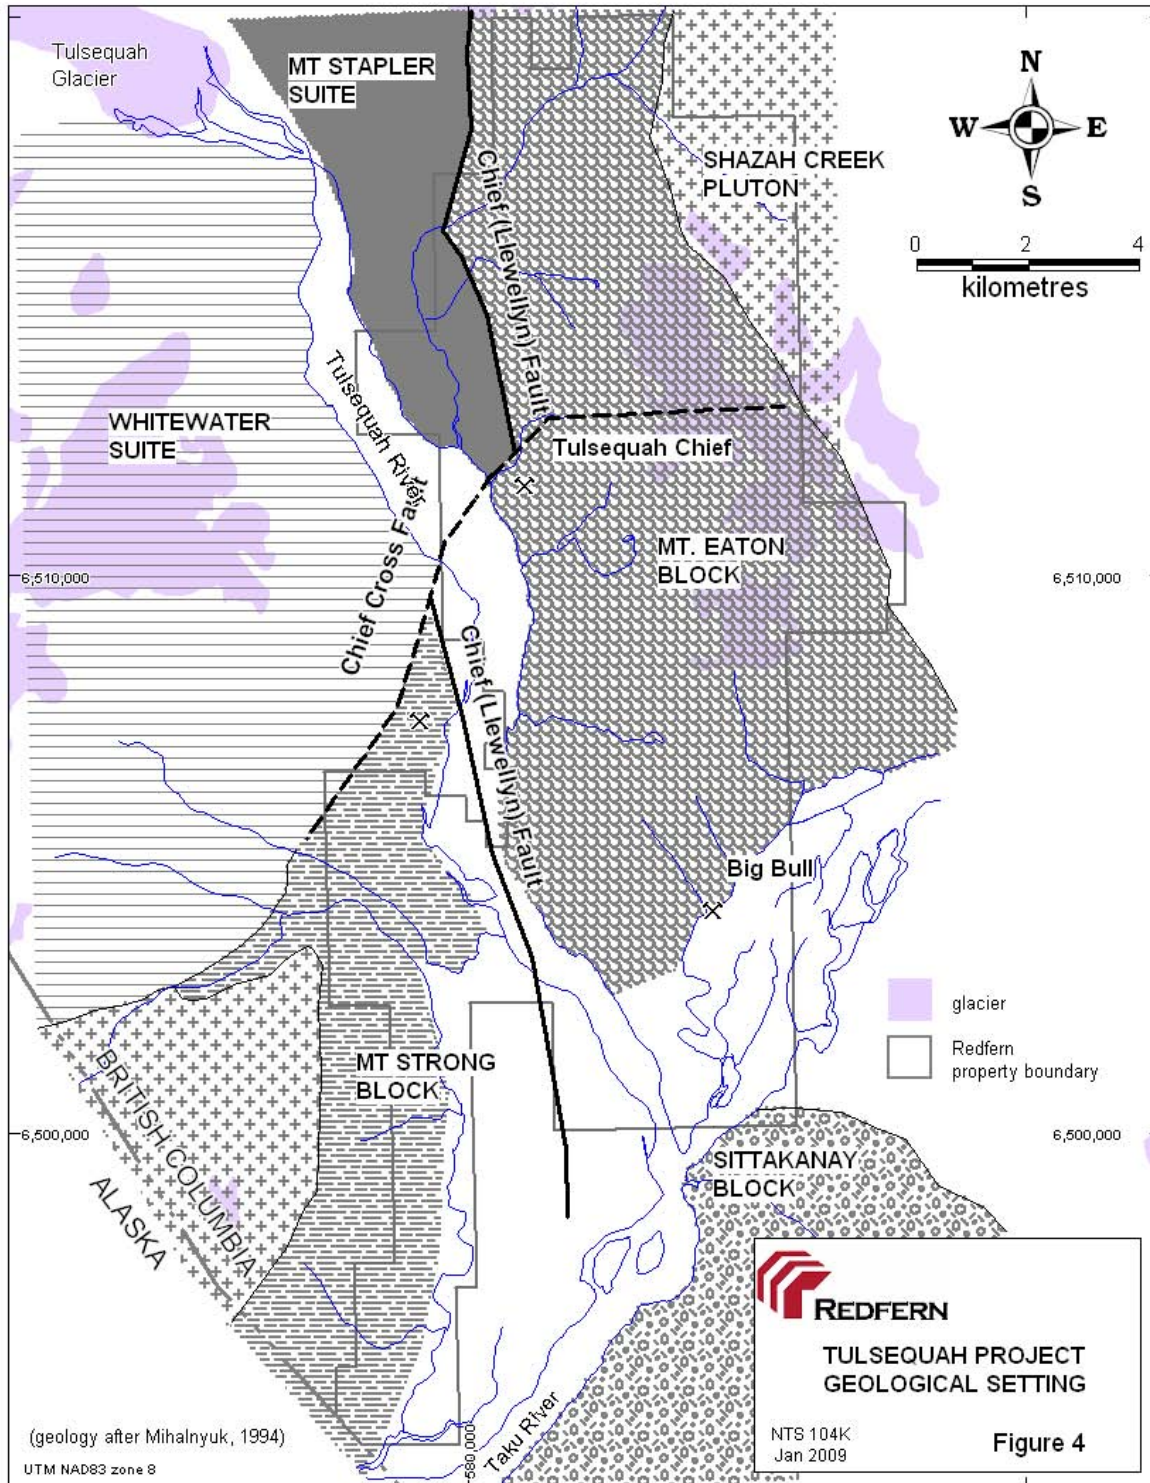 Tulsequah
Glacier
MT STAPLER
SUITE
N
W
E
S
SHAZAH CREEK
PLUTON
0 2 4
kilometres
Chief (Llewellyn) Fault
Tulsequah River
WHITEWATER
SUITE
Tulsequah Chief
Chief Cross Fault
MT. EATON
BLOCK
6,510,000
6,510,000
Chief (Llewellyn) Fault
Big Bull
glacier
Redfern
property boundary
BRITISH COLUMBIA
ALASKA
MT STRONG
BLOCK
6,500,000
6,500,000
SITTAKANAY
BLOCK
REDFERN
TULSEQUAH PROJECT
GEOLOGICAL SETTING
NTS 104K
Jan 2009
Figure 4
Taku River
580,000
(geology after Mihalnyuk, 1994)
UTM NAD83 zone 8